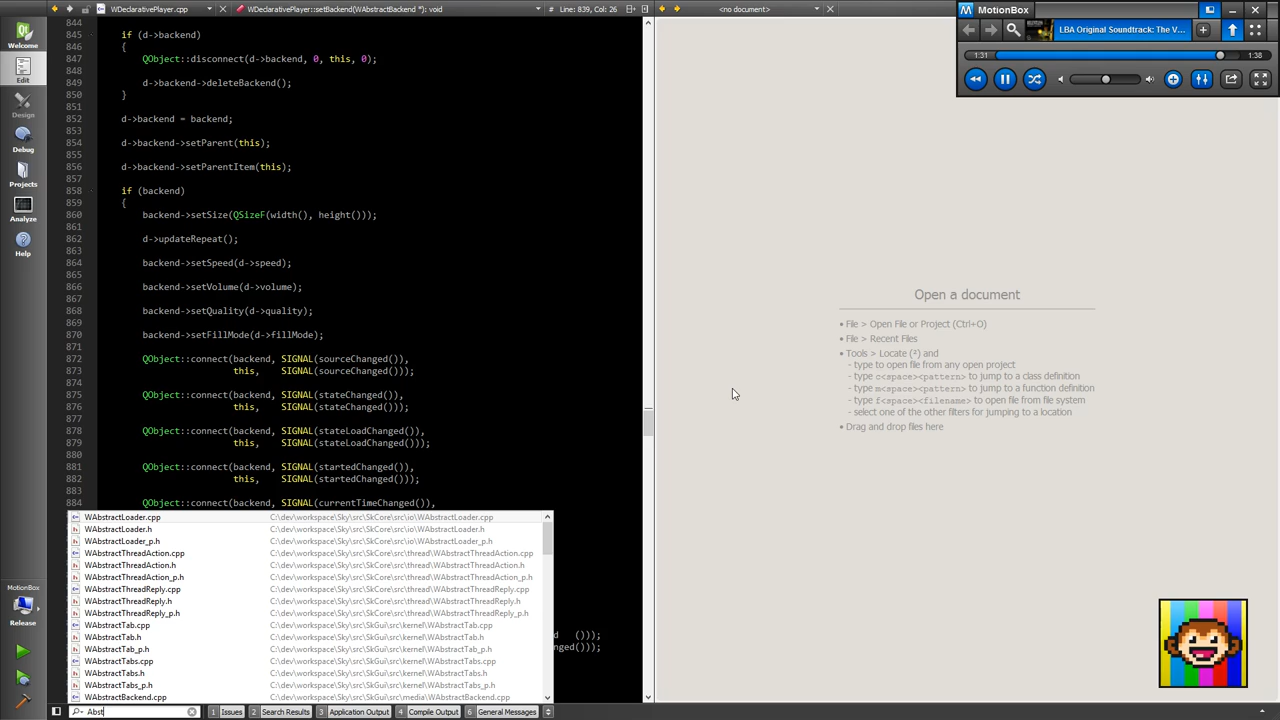 WDeclarativePlayer.cpp
WDeclarativePlayer::setBackend(WAbstractBackend *): void
Line: 839, Col: 26
<no document>
MotionBox
LBA Original Soundtrack: The V...
1:31
1:38
Welcome
Edit
Design
Debug
Projects
Analyze
Help
MotionBox
Release
844
845 if (d->backend)
846 {
847 QObject::disconnect(d->backend, 0, this, 0);
848
849 d->backend->deleteBackend();
850 }
851
852 d->backend = backend;
853
854 d->backend->setParent(this);
855
856 d->backend->setParentItem(this);
857
858 if (backend)
859 {
860 backend->setSize(QSizeF(width(), height()));
861
862 d->updateRepeat();
863
864 backend->setSpeed(d->speed);
865
866 backend->setVolume(d->volume);
867
868 backend->setQuality(d->quality);
869
870 backend->setFillMode(d->fillMode);
871
872 QObject::connect(backend, SIGNAL(sourceChanged()),
873 this, SIGNAL(sourceChanged()));
874
875 QObject::connect(backend, SIGNAL(stateChanged()),
876 this, SIGNAL(stateChanged()));
877
878 QObject::connect(backend, SIGNAL(stateLoadChanged()),
879 this, SIGNAL(stateLoadChanged()));
880
881 QObject::connect(backend, SIGNAL(startedChanged()),
882 this, SIGNAL(startedChanged()));
883
884 QObject::connect(backend, SIGNAL(currentTimeChanged()),
WAbstractLoader.cpp C:\dev\workspace\Sky\src\SkCore\src\io\WAbstractLoader.cpp
WAbstractLoader.h C:\dev\workspace\Sky\src\SkCore\src\io\WAbstractLoader.h
WAbstractLoader_p.h C:\dev\workspace\Sky\src\SkCore\src\io\WAbstractLoader_p.h
WAbstractThreadAction.cpp C:\dev\workspace\Sky\src\SkCore\src\thread\WAbstractThreadAction.cpp
WAbstractThreadAction.h C:\dev\workspace\Sky\src\SkCore\src\thread\WAbstractThreadAction.h
WAbstractThreadAction_p.h C:\dev\workspace\Sky\src\SkCore\src\thread\WAbstractThreadAction_p.h
WAbstractThreadReply.cpp C:\dev\workspace\Sky\src\SkCore\src\thread\WAbstractThreadReply.cpp
WAbstractThreadReply.h C:\dev\workspace\Sky\src\SkCore\src\thread\WAbstractThreadReply.h
WAbstractThreadReply_p.h C:\dev\workspace\Sky\src\SkCore\src\thread\WAbstractThreadReply_p.h
WAbstractTab.cpp C:\dev\workspace\Sky\src\SkGui\src\kernel\WAbstractTab.cpp
WAbstractTab.h C:\dev\workspace\Sky\src\SkGui\src\kernel\WAbstractTab.h
WAbstractTab_p.h C:\dev\workspace\Sky\src\SkGui\src\kernel\WAbstractTab_p.h
WAbstractTabs.cpp C:\dev\workspace\Sky\src\SkGui\src\kernel\WAbstractTabs.cpp
WAbstractTabs.h C:\dev\workspace\Sky\src\SkGui\src\kernel\WAbstractTabs.h
WAbstractTabs_p.h C:\dev\workspace\Sky\src\SkGui\src\kernel\WAbstractTabs_p.h
WAbstractBackend.cpp C:\dev\workspace\Sky\src\SkGui\src\media\WAbstractBackend.cpp
d ()));
nged()));
Open a document
• File > Open File or Project (Ctrl+O)
• File > Recent Files
• Tools > Locate (²) and
- type to open file from any open project
- type c<space><pattern> to jump to a class definition
- type m<space><pattern> to jump to a function definition
- type f<space><filename> to open file from file system
- select one of the other filters for jumping to a location
• Drag and drop files here
Abst
1 Issues 2 Search Results 3 Application Output 4 Compile Output 6 General Messages